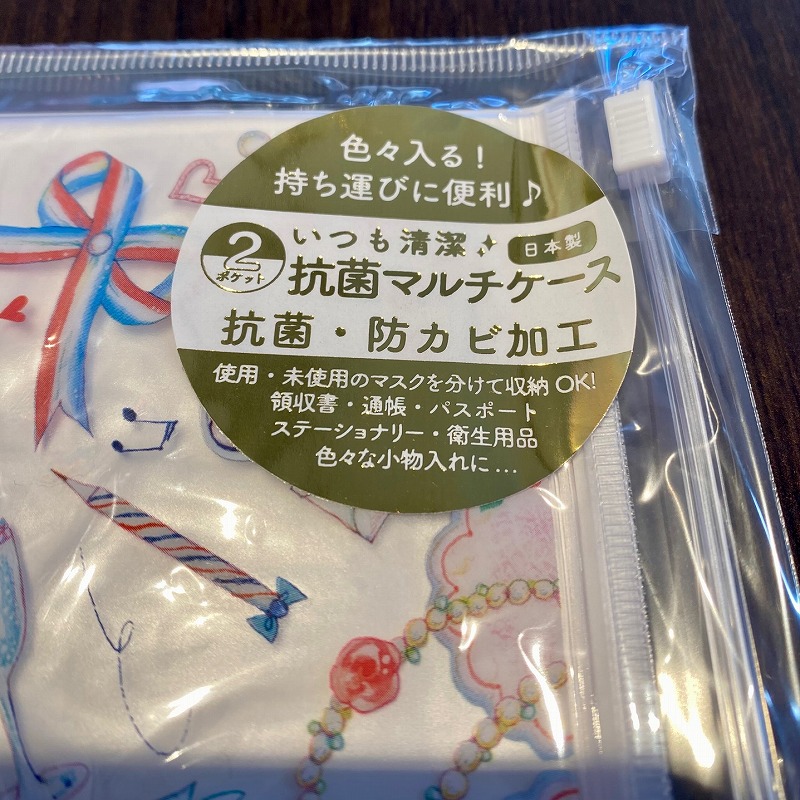 色々入る!
持ち運びに便利♪
2
ポケット
いつも清潔
日本製
抗菌マルチケース
抗菌・防カビ加工
使用・未使用のマスクを分けて収納OK!
領収書・通帳・パスポート
ステーショナリー・衛生用品
色々な小物入れに…